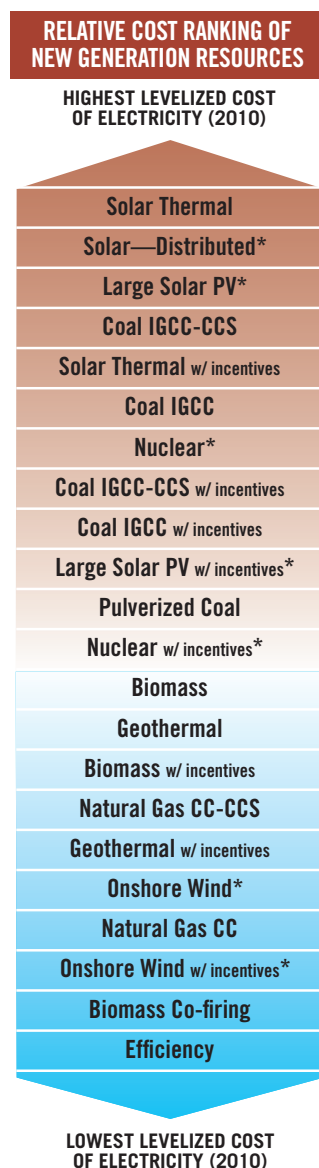 RELATIVE COST RANKING OF
NEW GENERATION RESOURCES
HIGHEST LEVELIZED COST
OF ELECTRICITY (2010)
Solar Thermal
Solar—Distributed*
Large Solar PV*
Coal IGCC-CCS
Solar Thermal w/ incentives
Coal IGCC
Nuclear*
Coal IGCC-CCS w/ incentives
Coal IGCC w/ incentives
Large Solar PV w/ incentives*
Pulverized Coal
Nuclear w/ incentives*
Biomass
Geothermal
Biomass w/ incentives
Natural Gas CC-CCS
Geothermal w/ incentives
Onshore Wind*
Natural Gas CC
Onshore Wind w/ incentives*
Biomass Co-firing
Efficiency
LOWEST LEVELIZED COST
OF ELECTRICITY (2010)